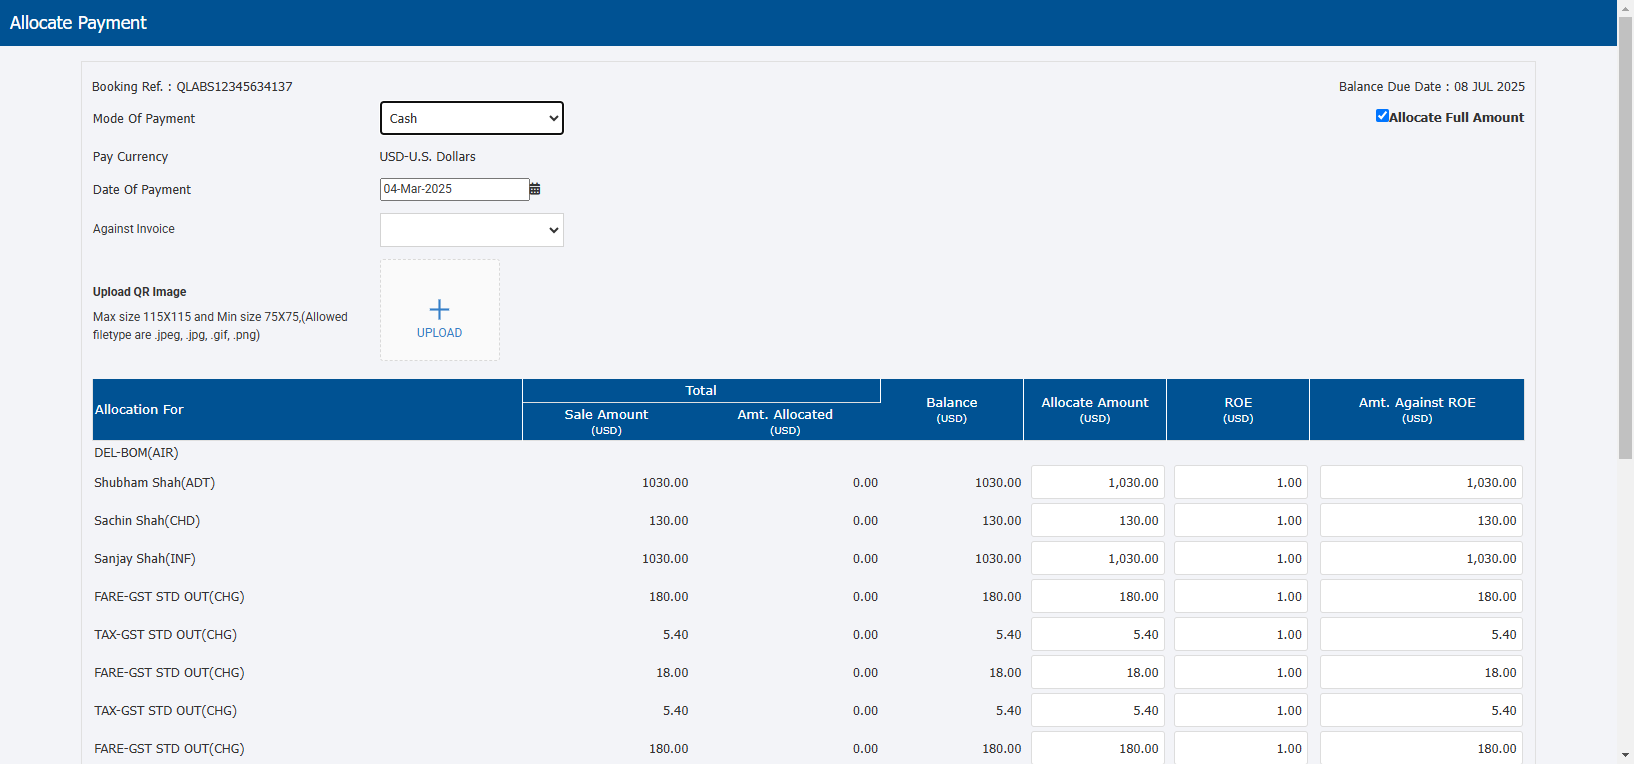 Allocate Payment
Booking Ref. : QLABS12345634137
Balance Due Date : 08 JUL 2025
Mode Of Payment
Cash
Allocate Full Amount
Pay Currency
USD-U.S. Dollars
Date Of Payment
04-Mar-2025
Against Invoice
Upload QR Image
Max size 115X115 and Min size 75X75,(Allowed
filetype are .jpeg, .jpg, .gif, .png)
UPLOAD
Allocation For
Total
Sale Amount
(USD)
Amt. Allocated
(USD)
Balance
(USD)
Allocate Amount
(USD)
ROE
(USD)
Amt. Against ROE
(USD)
DEL-BOM(AIR)
Shubham Shah(ADT) 1030.00 0.00 1030.00 1,030.00 1.00 1,030.00
Sachin Shah(CHD) 130.00 0.00 130.00 130.00 1.00 130.00
Sanjay Shah(INF) 1030.00 0.00 1030.00 1,030.00 1.00 1,030.00
FARE-GST STD OUT(CHG) 180.00 0.00 180.00 180.00 1.00 180.00
TAX-GST STD OUT(CHG) 5.40 0.00 5.40 5.40 1.00 5.40
FARE-GST STD OUT(CHG) 18.00 0.00 18.00 18.00 1.00 18.00
TAX-GST STD OUT(CHG) 5.40 0.00 5.40 5.40 1.00 5.40
FARE-GST STD OUT(CHG) 180.00 0.00 180.00 180.00 1.00 180.00